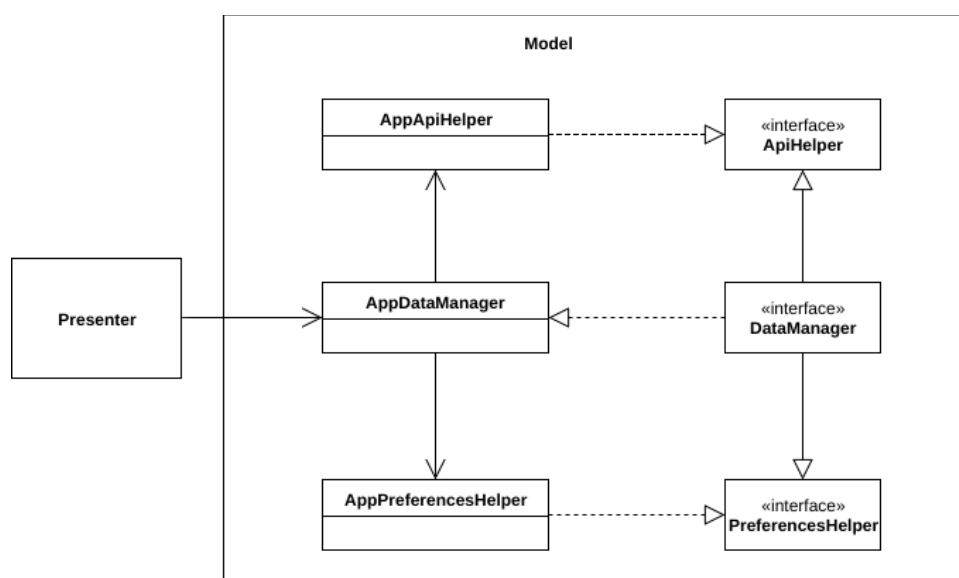 Model
AppApiHelper
«interface»
ApiHelper
Presenter
AppDataManager
«interface»
DataManager
AppPreferencesHelper
«interface»
PreferencesHelper